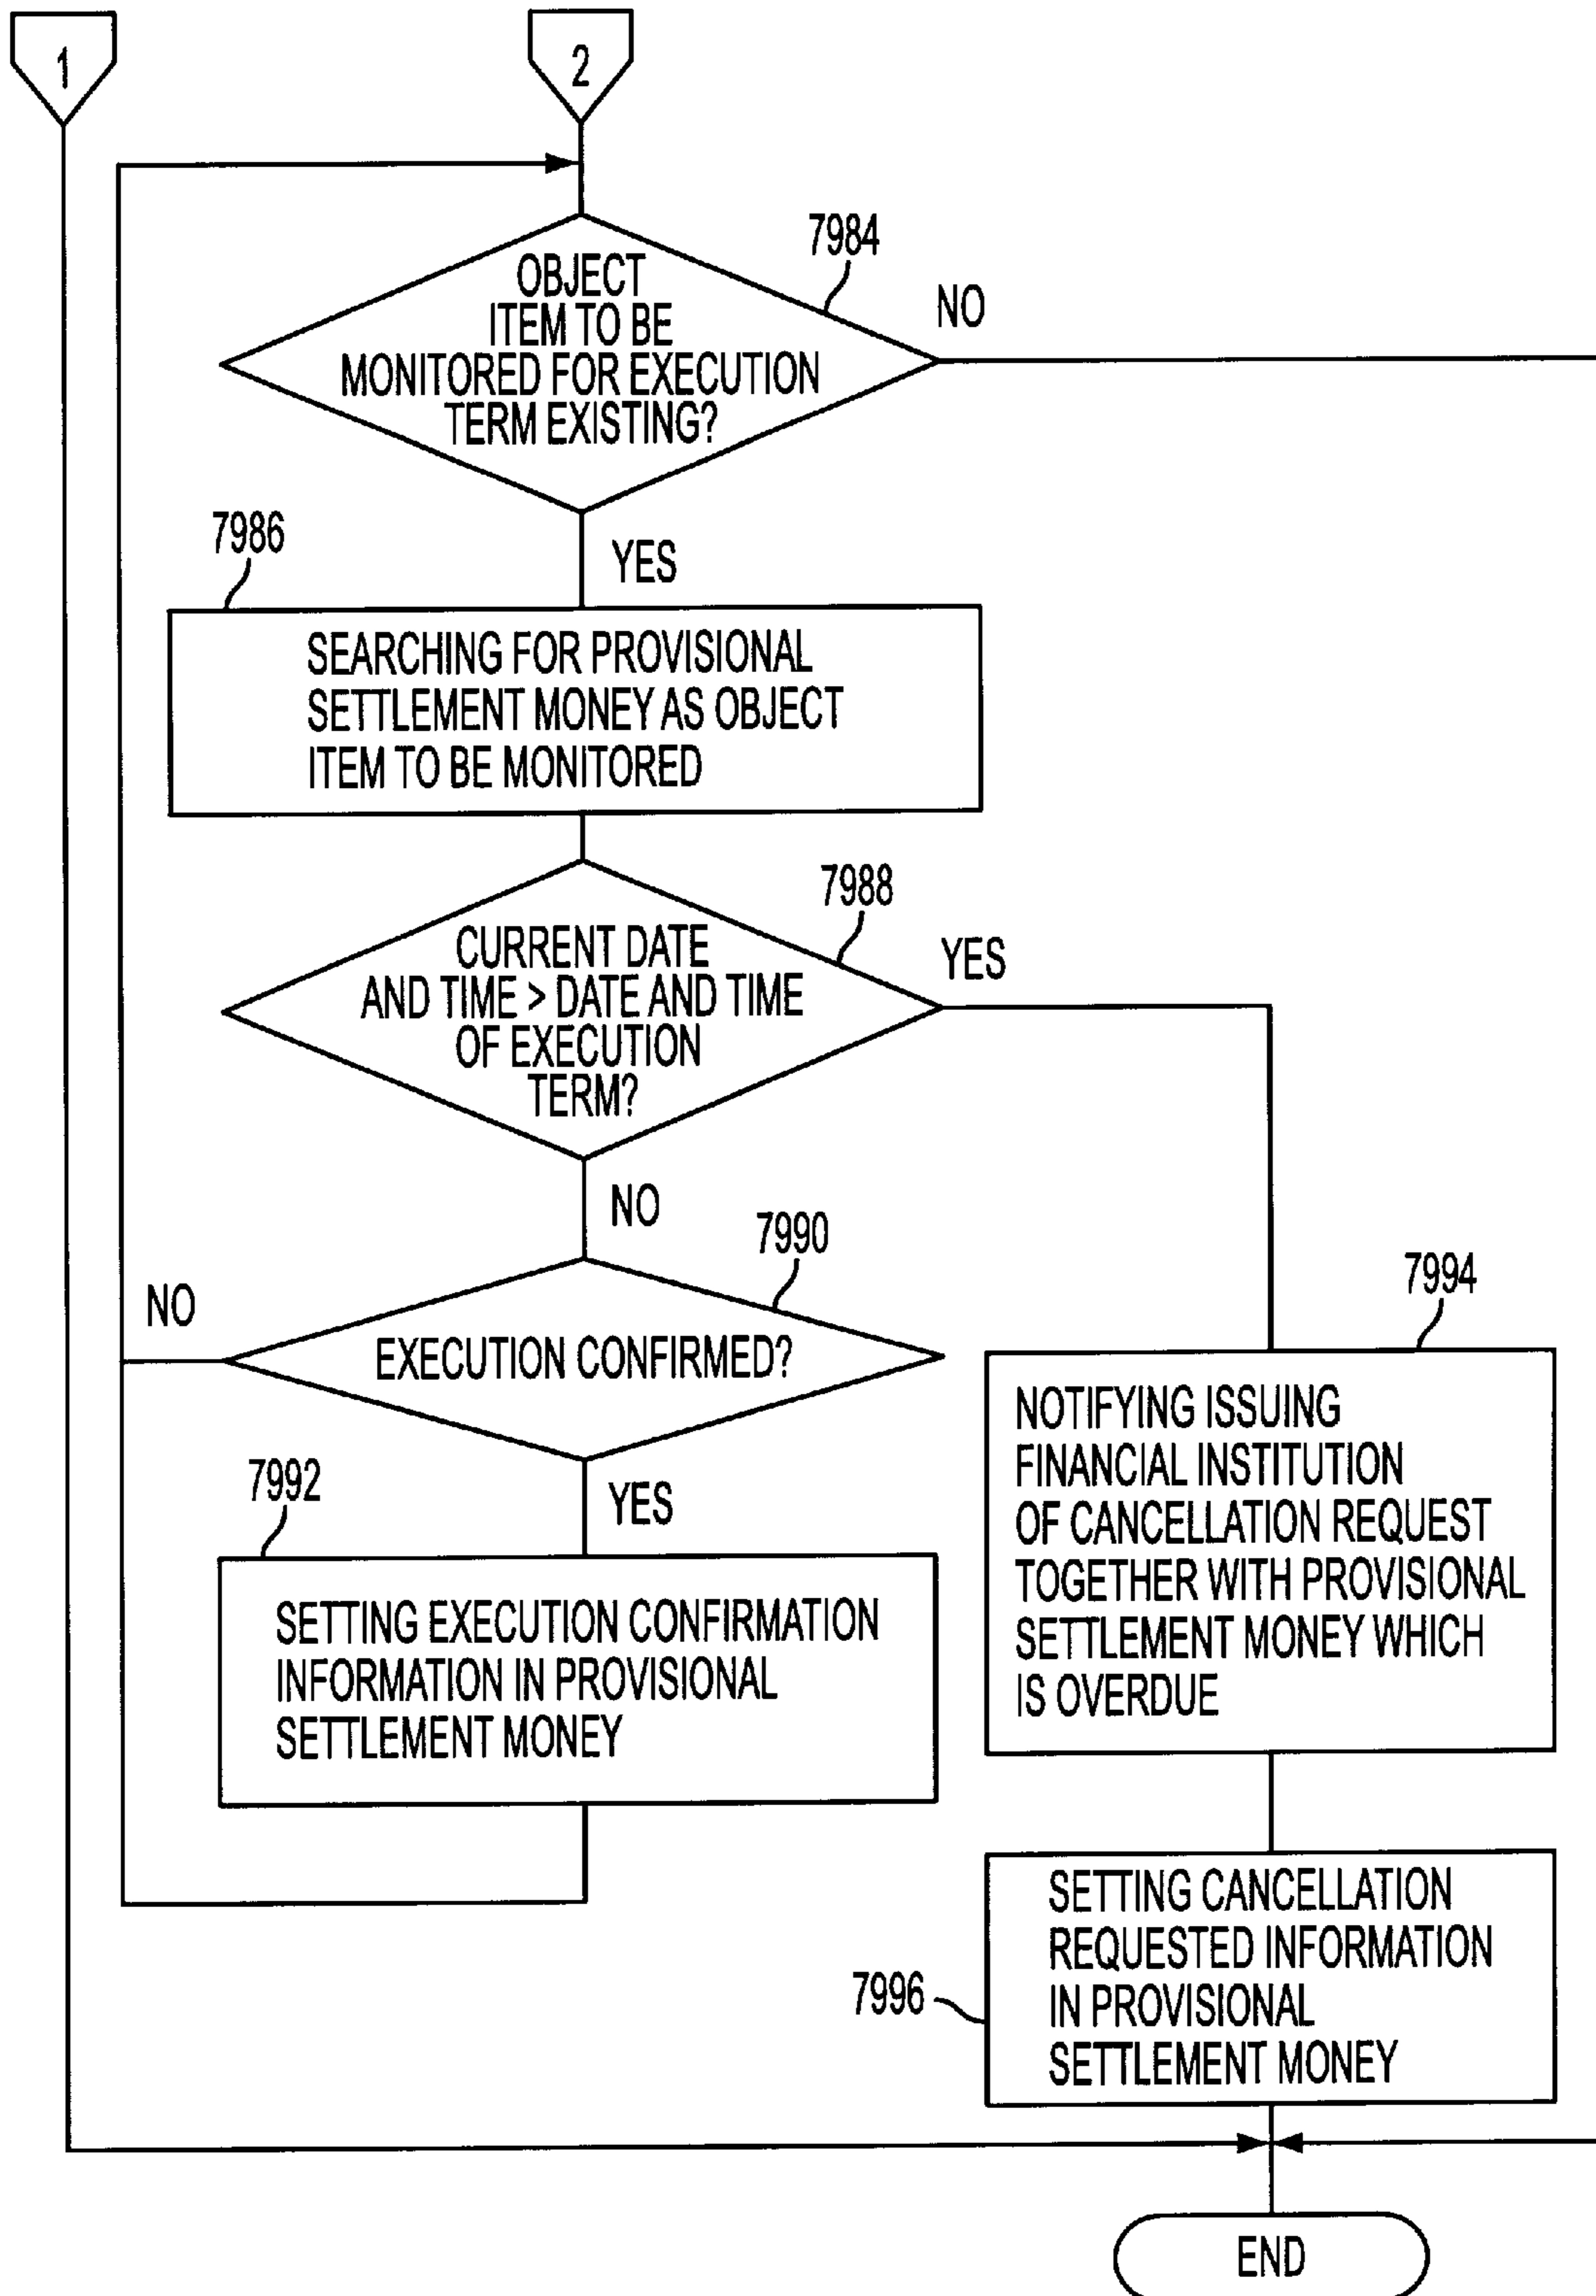 1
2
7984
OBJECT
ITEM TO BE
MONITORED FOR EXECUTION
TERM EXISTING?
NO
YES
7986
SEARCHING FOR PROVISIONAL
SETTLEMENT MONEY AS OBJECT
ITEM TO BE MONITORED
7988
CURRENT DATE
AND TIME > DATE AND TIME
OF EXECUTION
TERM?
YES
NO
7990
EXECUTION CONFIRMED?
NO
YES
7992
SETTING EXECUTION CONFIRMATION
INFORMATION IN PROVISIONAL
SETTLEMENT MONEY
7994
NOTIFYING ISSUING
FINANCIAL INSTITUTION
OF CANCELLATION REQUEST
TOGETHER WITH PROVISIONAL
SETTLEMENT MONEY WHICH
IS OVERDUE
7996
SETTING CANCELLATION
REQUESTED INFORMATION
IN PROVISIONAL
SETTLEMENT MONEY
END